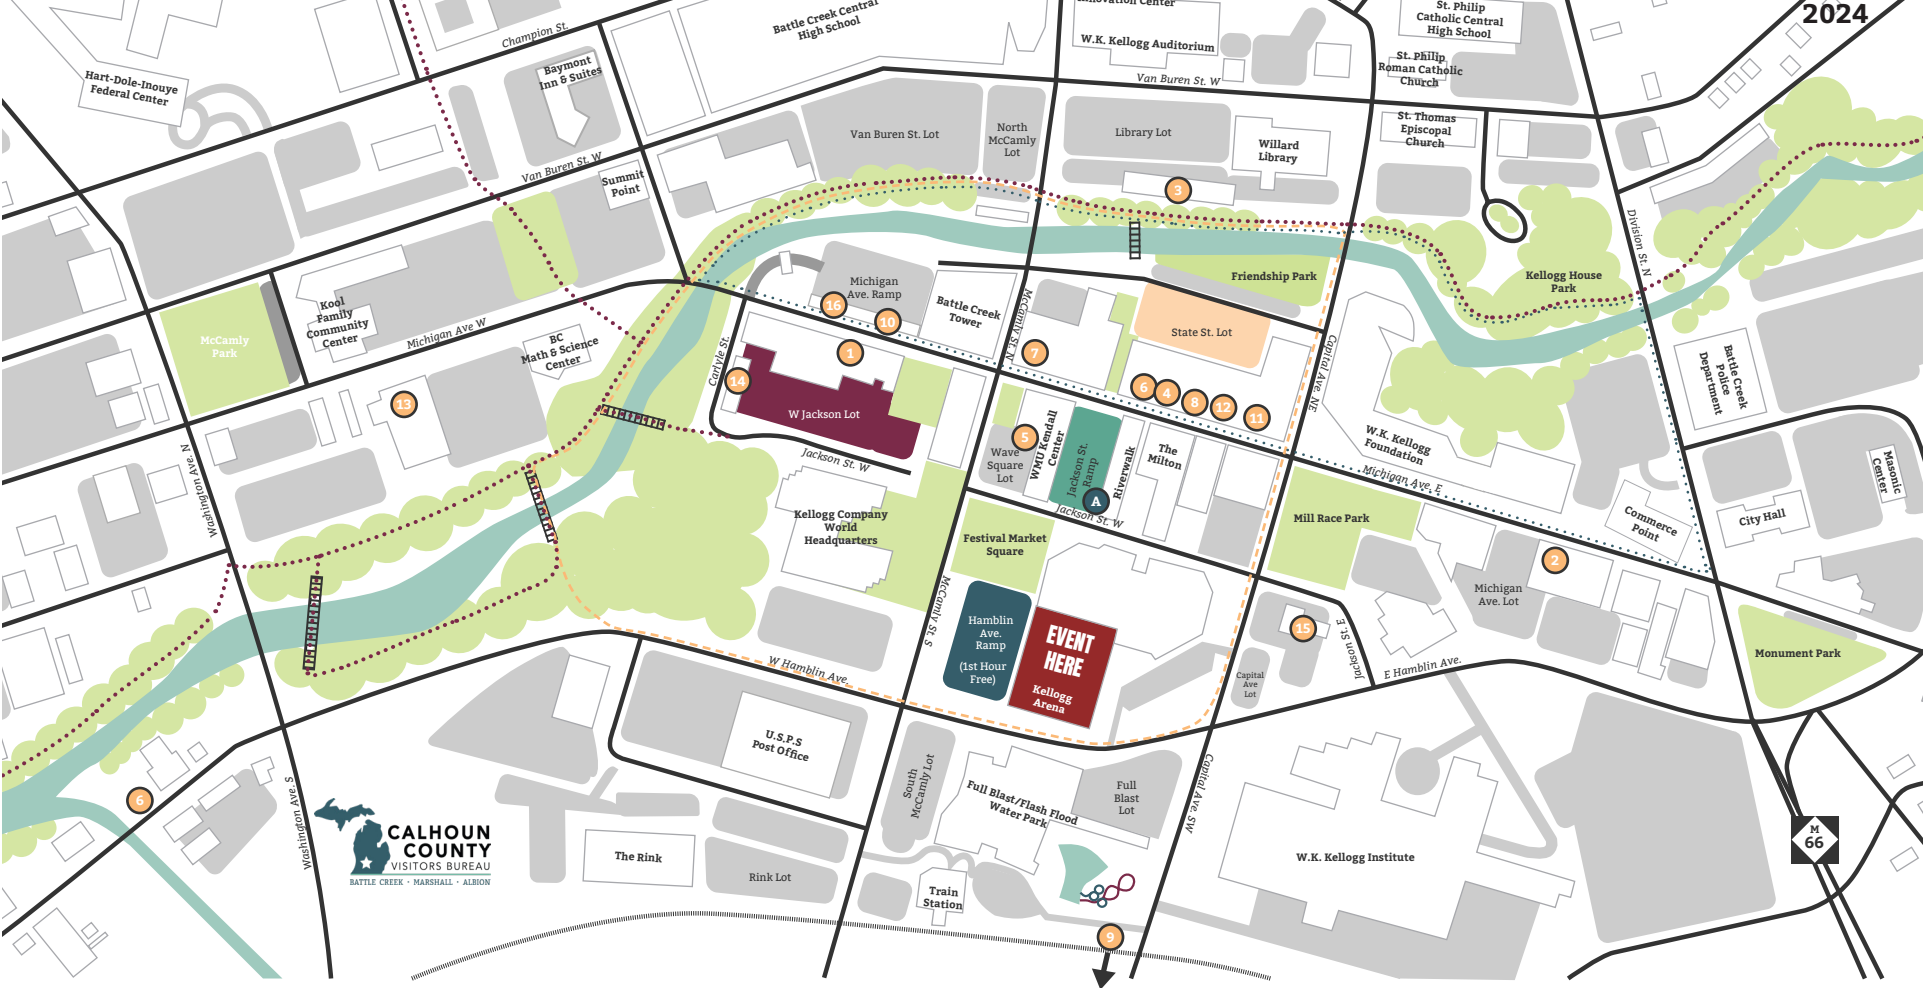 2024
Innovation Center
W.K. Kellogg Auditorium
St. Philip
Catholic Central
High School
St. Philip
Roman Catholic
Church
Battle Creek Central
High School
Champion St.
Hart-Dole-Inouye
Federal Center
Baymont
Inn & Suites
Van Buren St. W
Van Buren St. W
Summit
Point
Van Buren St. Lot
North
McCamly
Lot
Library Lot
Willard
Library
St. Thomas
Episcopal
Church
3
Division St. N
Kellogg House
Park
Friendship Park
Michigan
Ave. Ramp
16
10
Battle Creek
Tower
McCamly St. N
State St. Lot
Capital Ave. NE
McCamly
Park
Kool
Family
Community
Center
Michigan Ave W
BC
Math & Science
Center
Carlyle St.
1
14
W Jackson Lot
7
6
4
8
12
11
13
5
Wave
Square
Lot
WMU Kendall
Center
Jackson St.
Ramp
A
Riverwalk
The
Milton
Jackson St. W
Jackson St. W
W.K. Kellogg
Foundation
Michigan Ave. E
Battle Creek
Police
Department
Masonic
Center
City Hall
Commerce
Point
Washington Ave. N
Kellogg Company
World
Headquarters
Festival Market
Square
Mill Race Park
2
Michigan
Ave. Lot
McCamly St. S
Hamblin
Ave.
Ramp
(1st Hour
Free)
EVENT
HERE
Kellogg
Arena
15
Capital
Ave
Lot
Jackson St. E
E Hamblin Ave.
Monument Park
W Hamblin Ave.
U.S.P.S
Post Office
South
McCamly Lot
Full Blast/Flash Flood
Water Park
Full
Blast
Lot
Capital Ave. SW
6
Washington Ave. S
CALHOUN
COUNTY
VISITORS BUREAU
BATTLE CREEK • MARSHALL • ALBION
The Rink
Rink Lot
Train
Station
9
W.K. Kellogg Institute
M
66